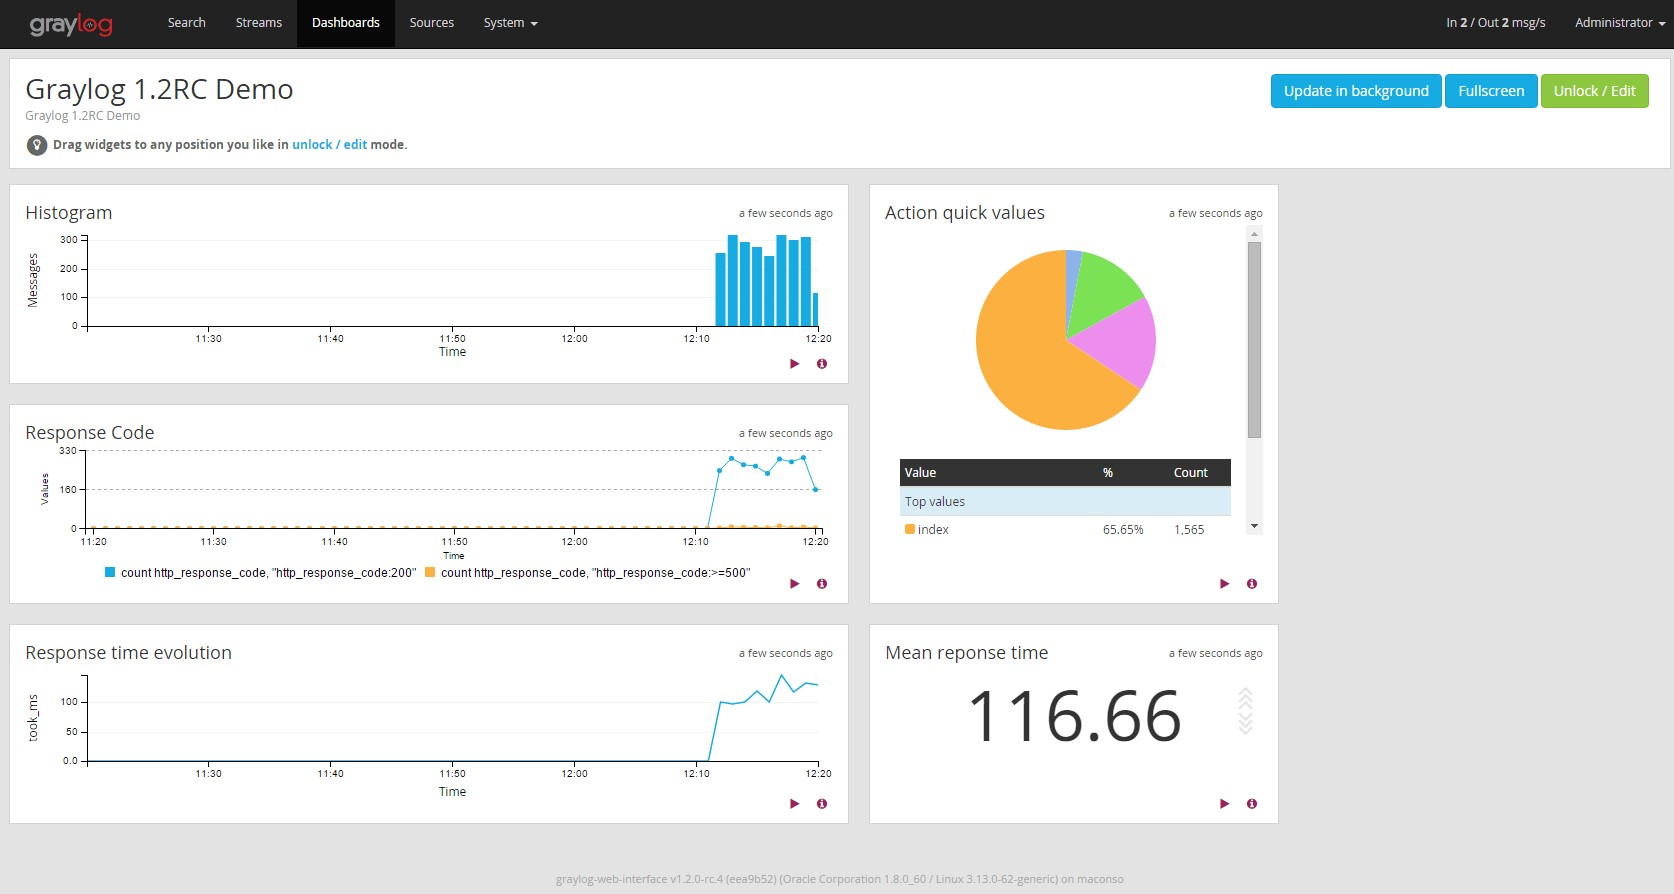 graylog Search Streams Dashboards Sources System In 2 / Out 2 msg/s Administrator
Graylog 1.2RC Demo
Update in background Fullscreen Unlock / Edit
Graylog 1.2RC Demo
Drag widgets to any position you like in unlock / edit mode.
Histogram a few seconds ago
Messages
300
200
100
0
11:30 11:40 11:50 12:00 12:10 12:20
Time
Response Code a few seconds ago
Values
330
160
0
11:20 11:30 11:40 11:50 12:00 12:10 12:20
Time
count http_response_code, "http_response_code:200" count http_response_code, "http_response_code:>=500"
Response time evolution a few seconds ago
took_ms
100
50
0.0
11:30 11:40 11:50 12:00 12:10 12:20
Time
Action quick values a few seconds ago
Value % Count
Top values
index 65.65% 1,565
Mean reponse time a few seconds ago
116.66
graylog-web-interface v1.2.0-rc.4 (eea9b52) (Oracle Corporation 1.8.0_60 / Linux 3.13.0-62-generic) on maconso